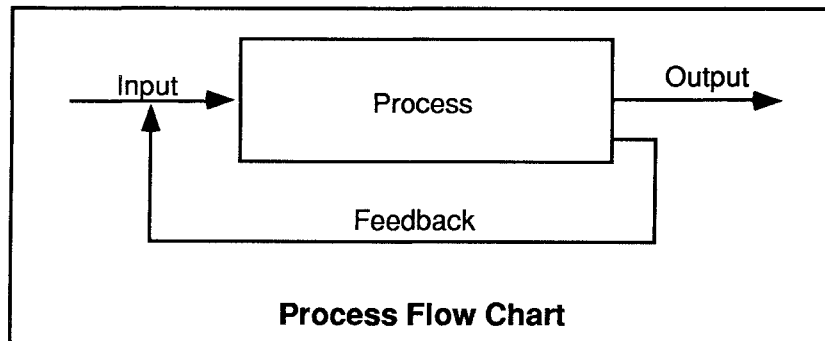 Input
Process
Output
Feedback
Process Flow Chart